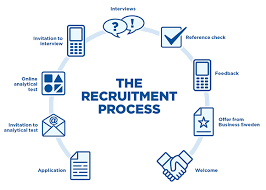 Interviews
Invitation to
Interview
Reference check
Online
analytical
test
Feedback
THE
RECRUITMENT
PROCESS
Invitation to
analytical test
Offer from
Business Sweden
Application
Welcome